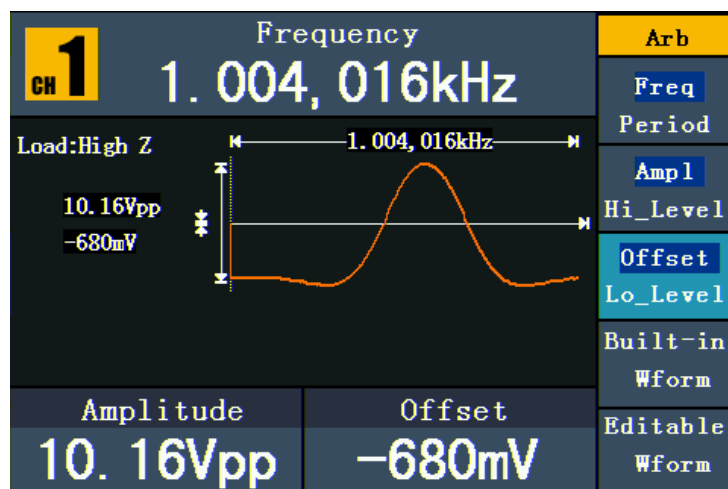 CH 1
Frequency
1.004,016kHz
Load:High Z
1.004,016kHz
10.16Vpp
-680mV
Amplitude
10.16Vpp
Offset
-680mV
Arb
Freq
Period
Ampl
Hi_Level
Offset
Lo_Level
Built-in
Wform
Editable
Wform